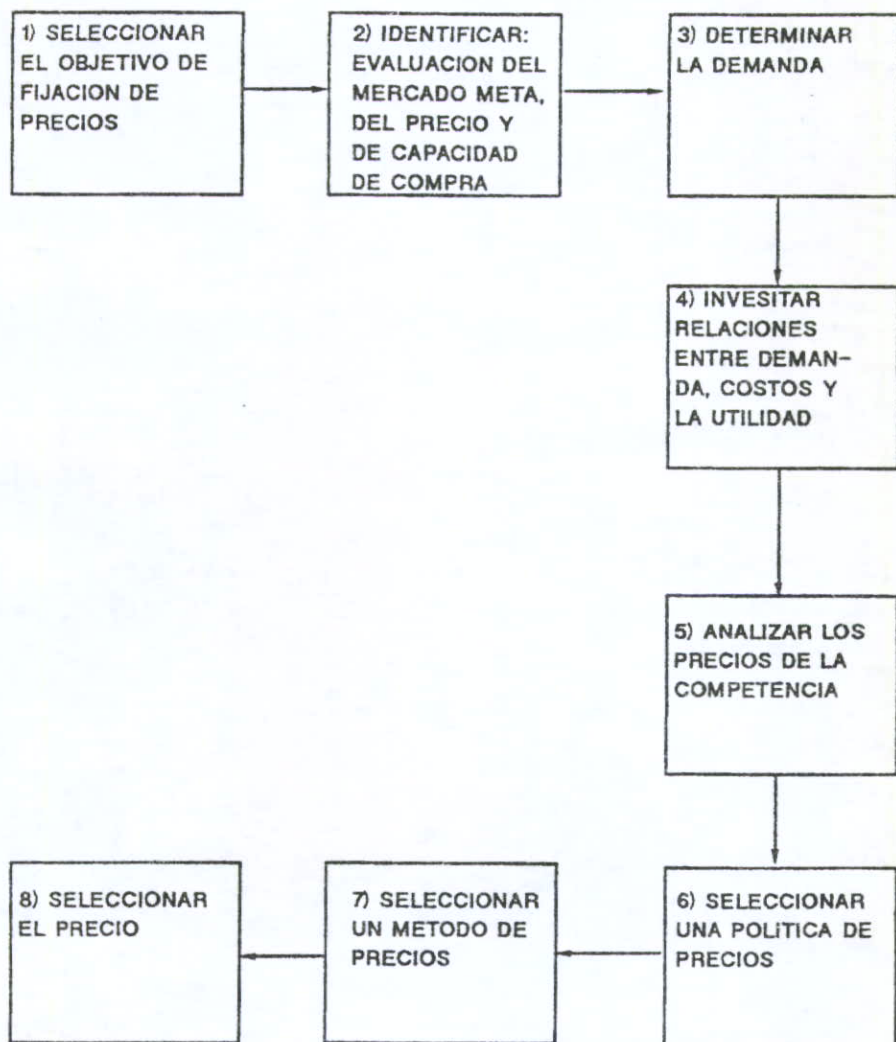 1) SELECCIONAR
EL OBJETIVO DE
FIJACION DE
PRECIOS
2) IDENTIFICAR:
EVALUACION DEL
MERCADO META,
DEL PRECIO Y
DE CAPACIDAD
DE COMPRA
3) DETERMINAR
LA DEMANDA
4) INVESITAR
RELACIONES
ENTRE DEMAN-
DA, COSTOS Y
LA UTILIDAD
5) ANALIZAR LOS
PRECIOS DE LA
COMPETENCIA
6) SELECCIONAR
UNA POLITICA DE
PRECIOS
7) SELECCIONAR
UN METODO DE
PRECIOS
8) SELECCIONAR
EL PRECIO